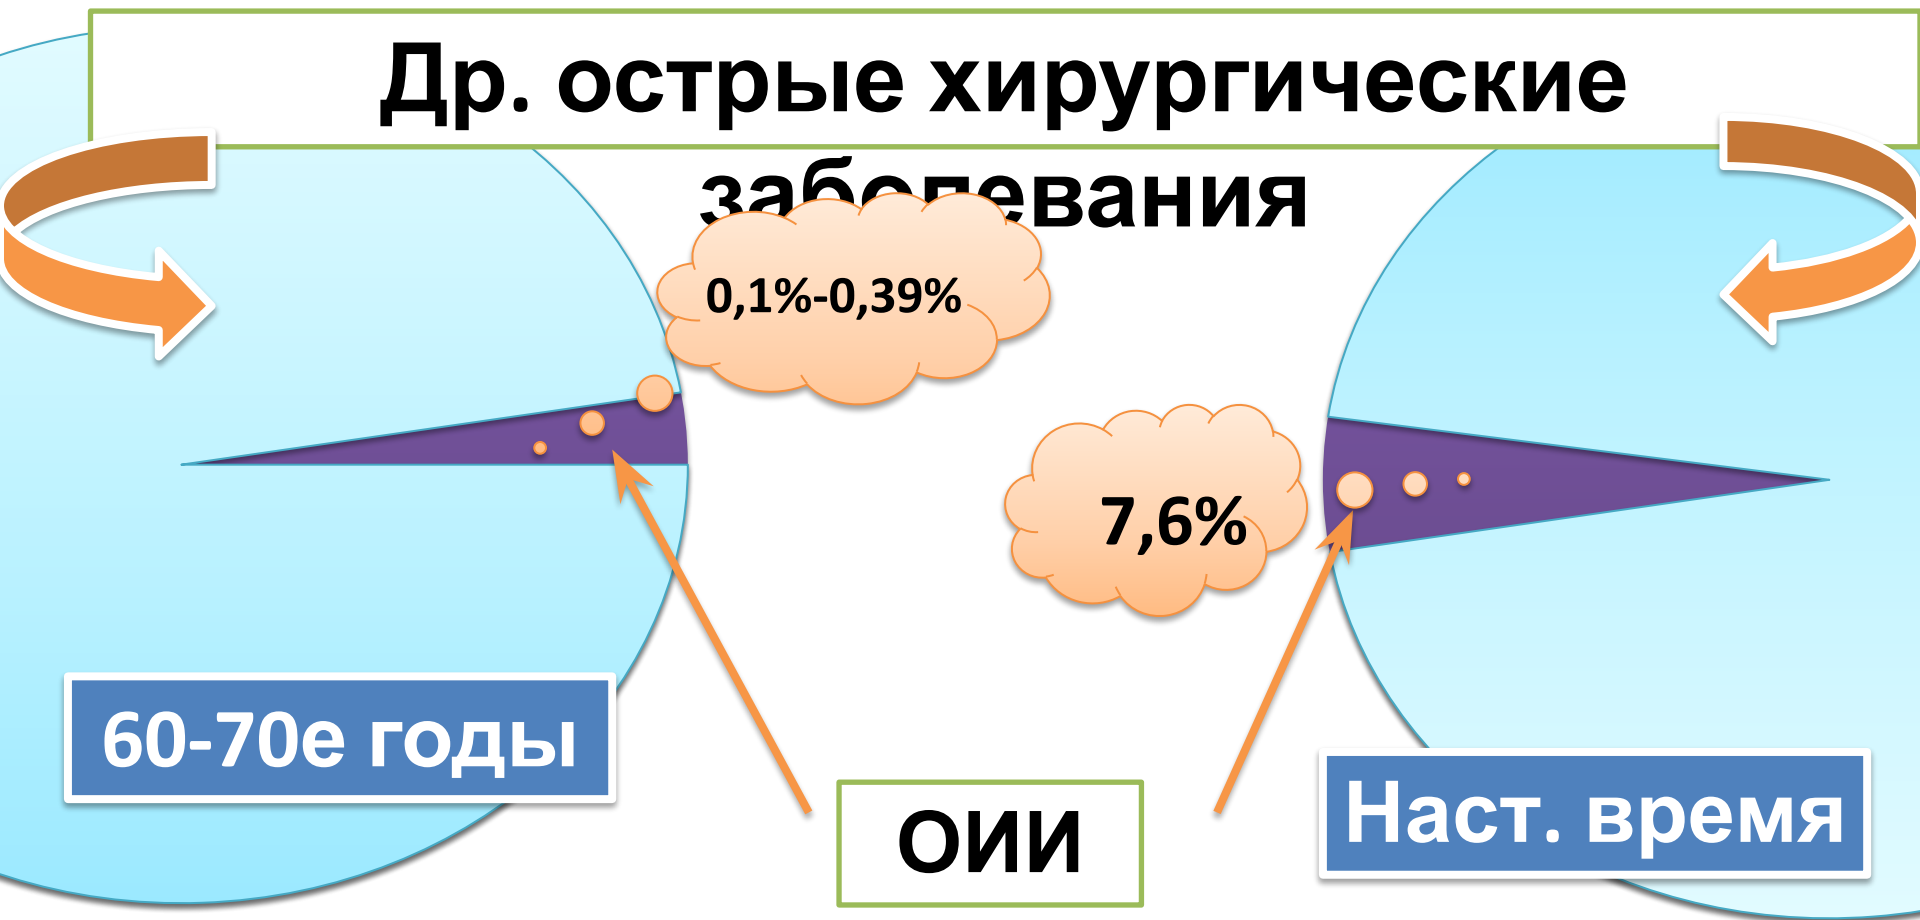 Др. острые хирургические
заболевания
0,1%-0,39%
7,6%
60-70е годы
Наст. время
ОИИ